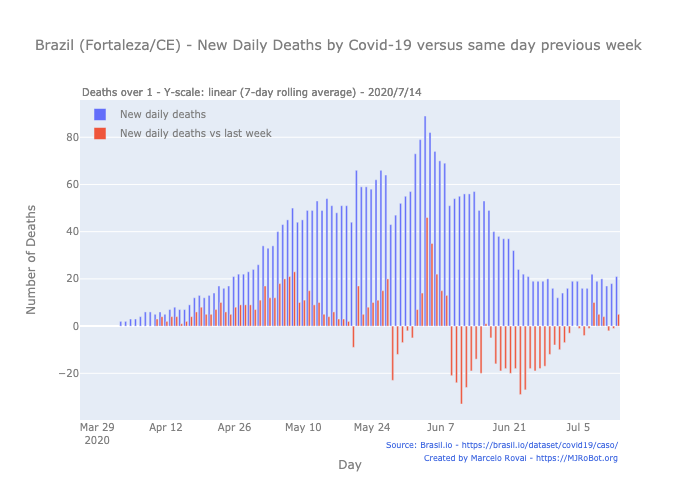 Brazil (Fortaleza/CE) - New Daily Deaths by Covid-19 versus same day previous week
Deaths over 1 - Y-scale: linear (7-day rolling average) - 2020/7/14
New daily deaths
New daily deaths vs last week
80
60
40
20
0
−20
Number of Deaths
Mar 29
2020
Apr 12
Apr 26
May 10
May 24
Jun 7
Jun 21
Jul 5
Day
Source: Brasil.io - https://brasil.io/dataset/covid19/caso/
Created by Marcelo Rovai - https://MJRoBot.org